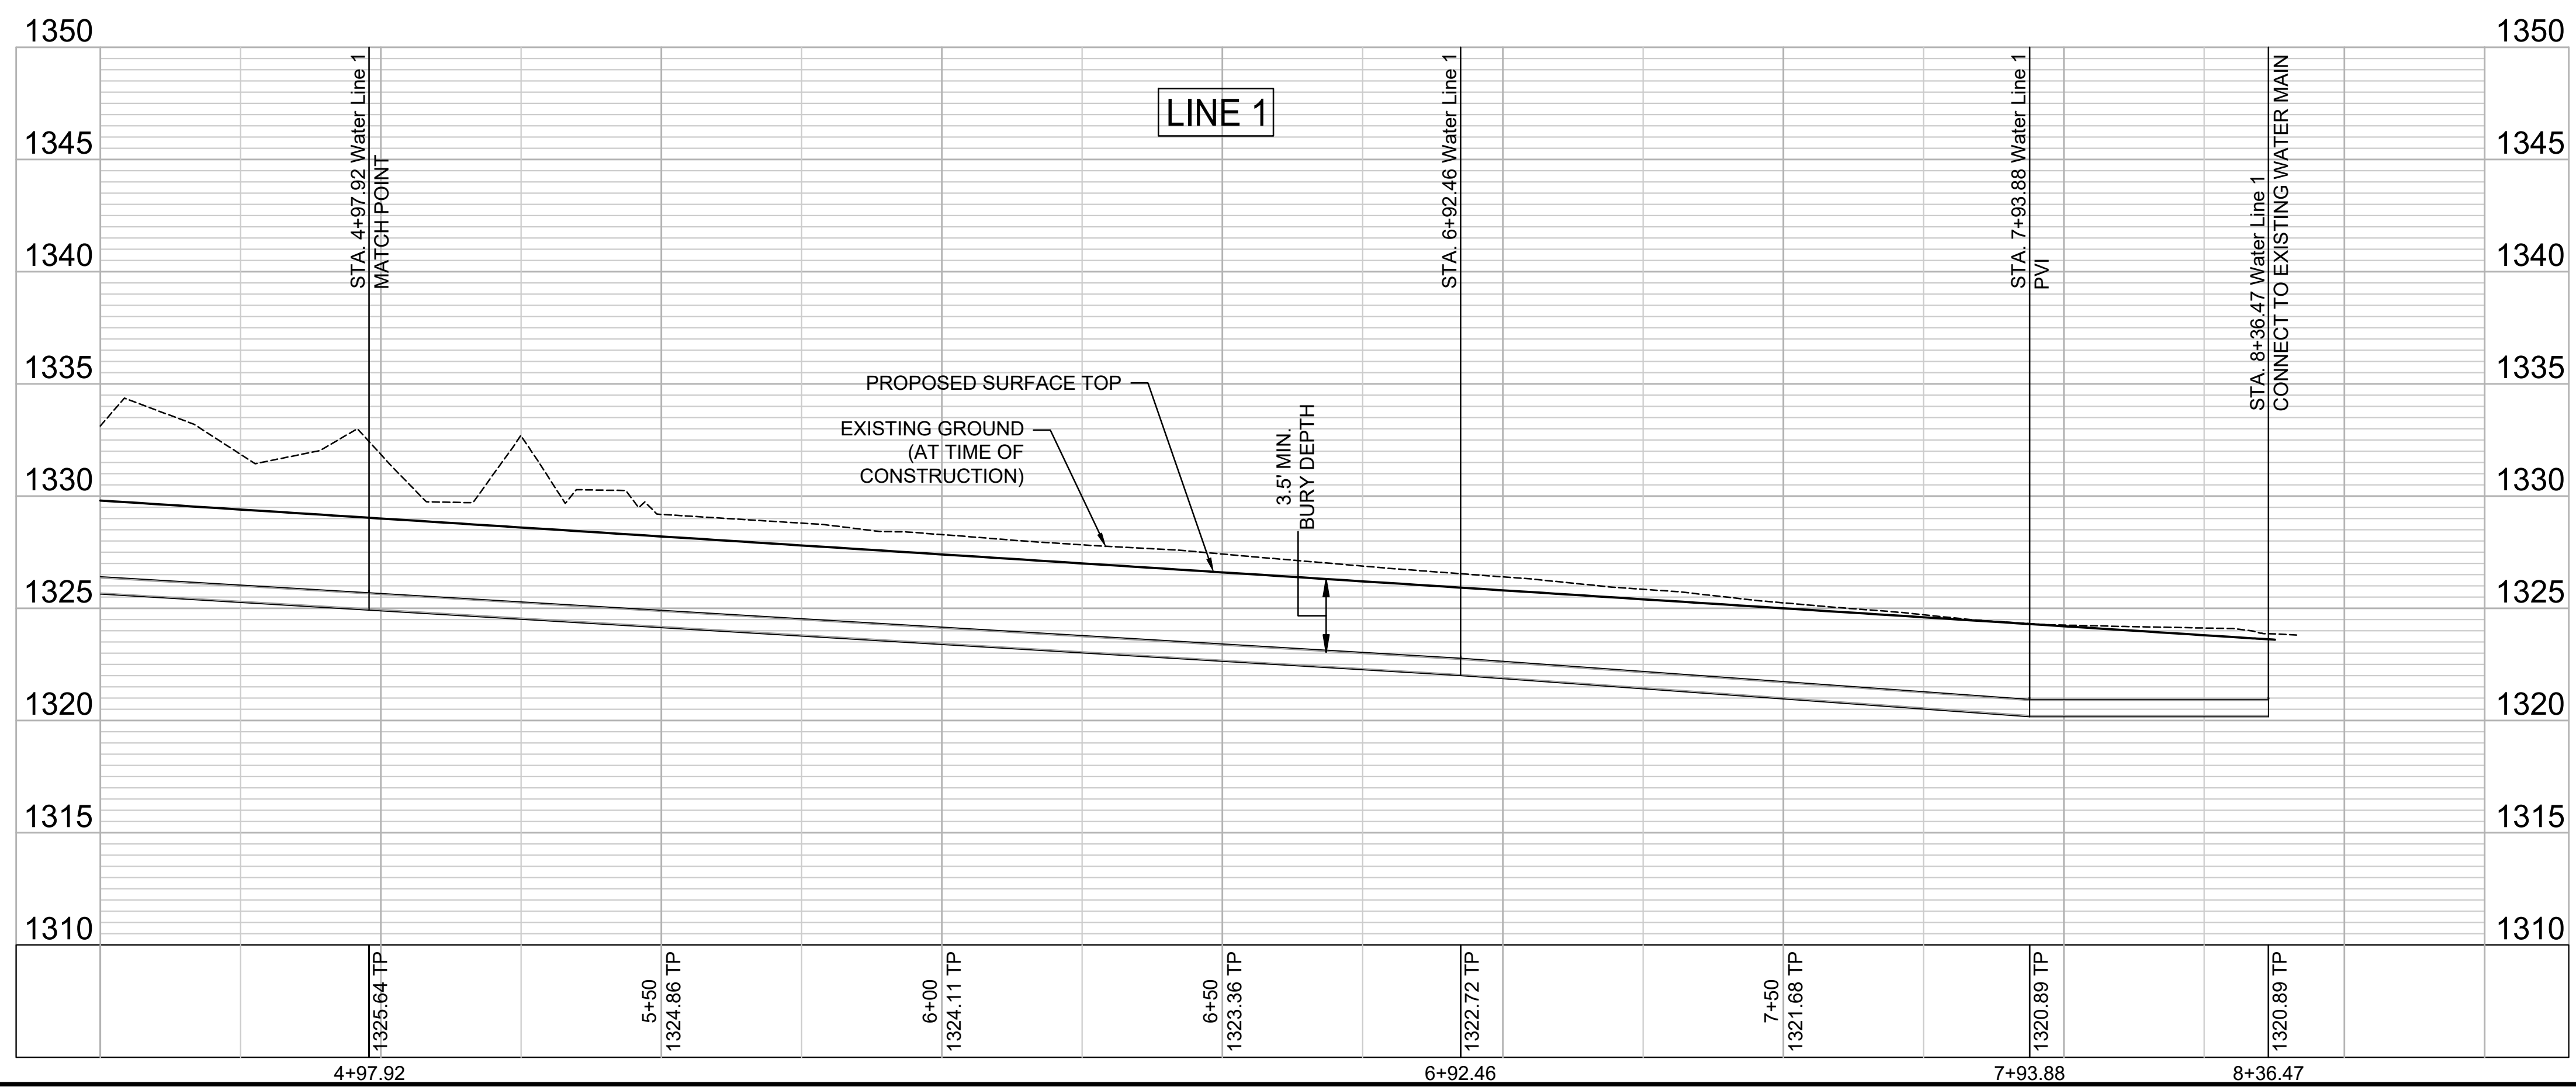 1350
1350
STA. 4+97.92 Water Line 1
MATCH POINT
LINE 1
STA. 6+92.46 Water Line 1
STA. 7+93.88 Water Line 1
PVI
STA. 8+36.47 Water Line 1
CONNECT TO EXISTING WATER MAIN
1345
1345
1340
1340
1335
1335
PROPOSED SURFACE TOP
EXISTING GROUND
(AT TIME OF
CONSTRUCTION)
3.5' MIN.
BURY DEPTH
1330
1330
1325
1325
1320
1320
1315
1315
1310
1310
1325.64 TP
5+50
1324.86 TP
6+00
1324.11 TP
6+50
1323.36 TP
1322.72 TP
7+50
1321.68 TP
1320.89 TP
1320.89 TP
4+97.92
6+92.46
7+93.88
8+36.47